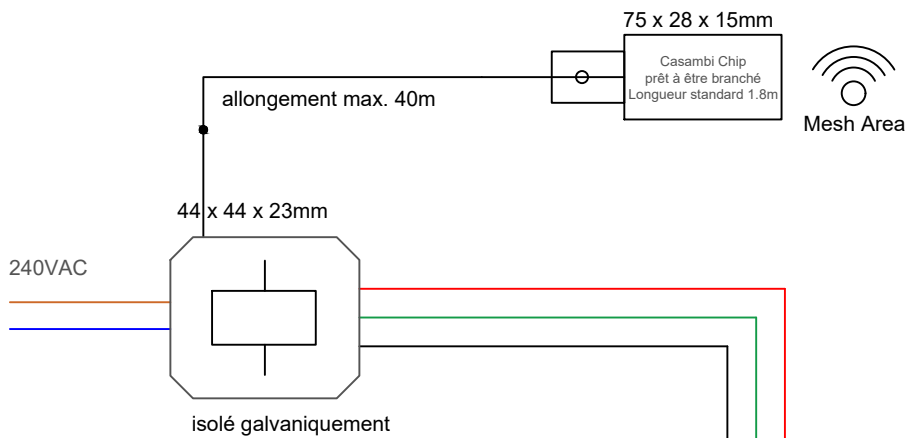 75 x 28 x 15mm
Casambi Chip
prêt à être branché
Longueur standard 1.8m
Mesh Area
allongement max. 40m
44 x 44 x 23mm
240VAC
isolé galvaniquement